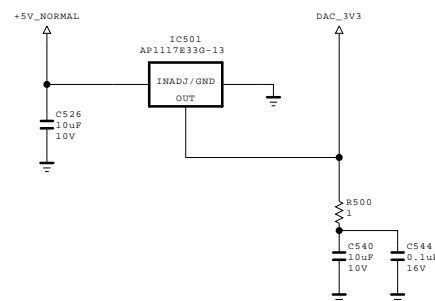 +5V_NORMAL
DAC_3V3
IC501
AP1117E33G-13
INADJ/GND
OUT
C526
10uF
10V
R500
1
C540
10uF
10V
C544
0.1uF
16V